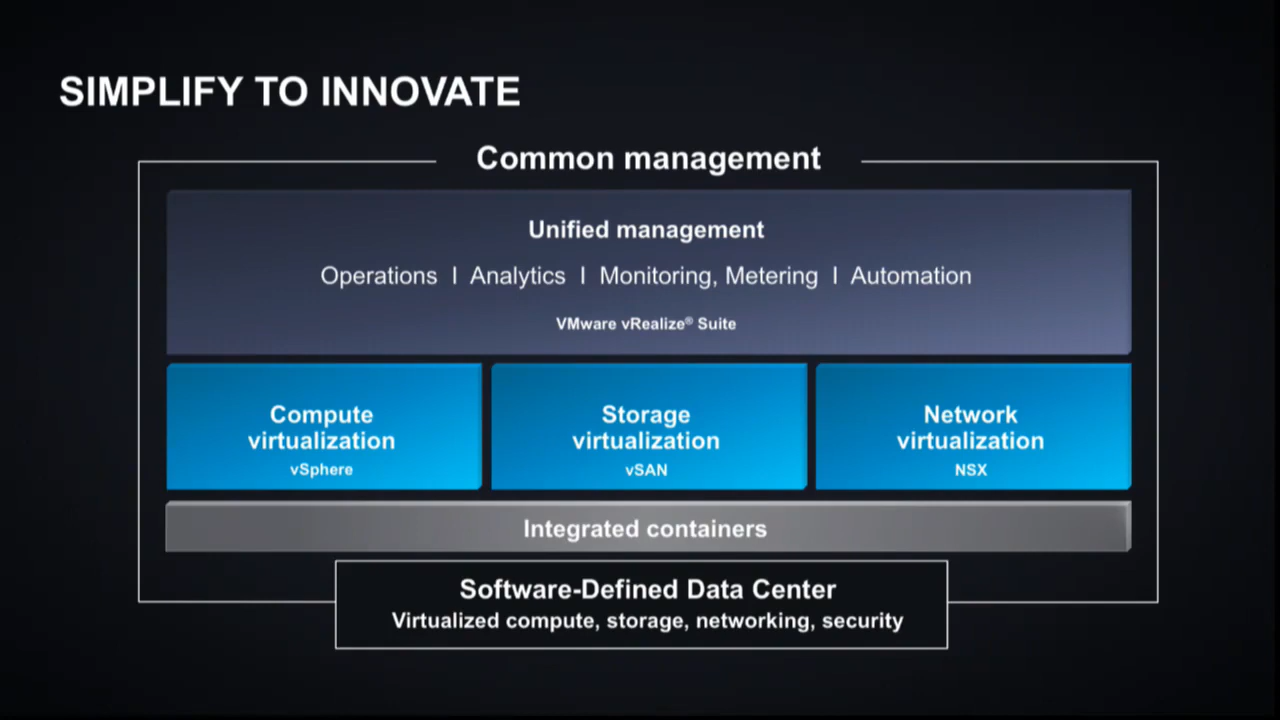 SIMPLIFY TO INNOVATE
Common management
Unified management
Operations I Analytics I Monitoring, Metering I Automation
VMware vRealize® Suite
Compute
virtualization
vSphere
Storage
virtualization
vSAN
Network
virtualization
NSX
Integrated containers
Software-Defined Data Center
Virtualized compute, storage, networking, security